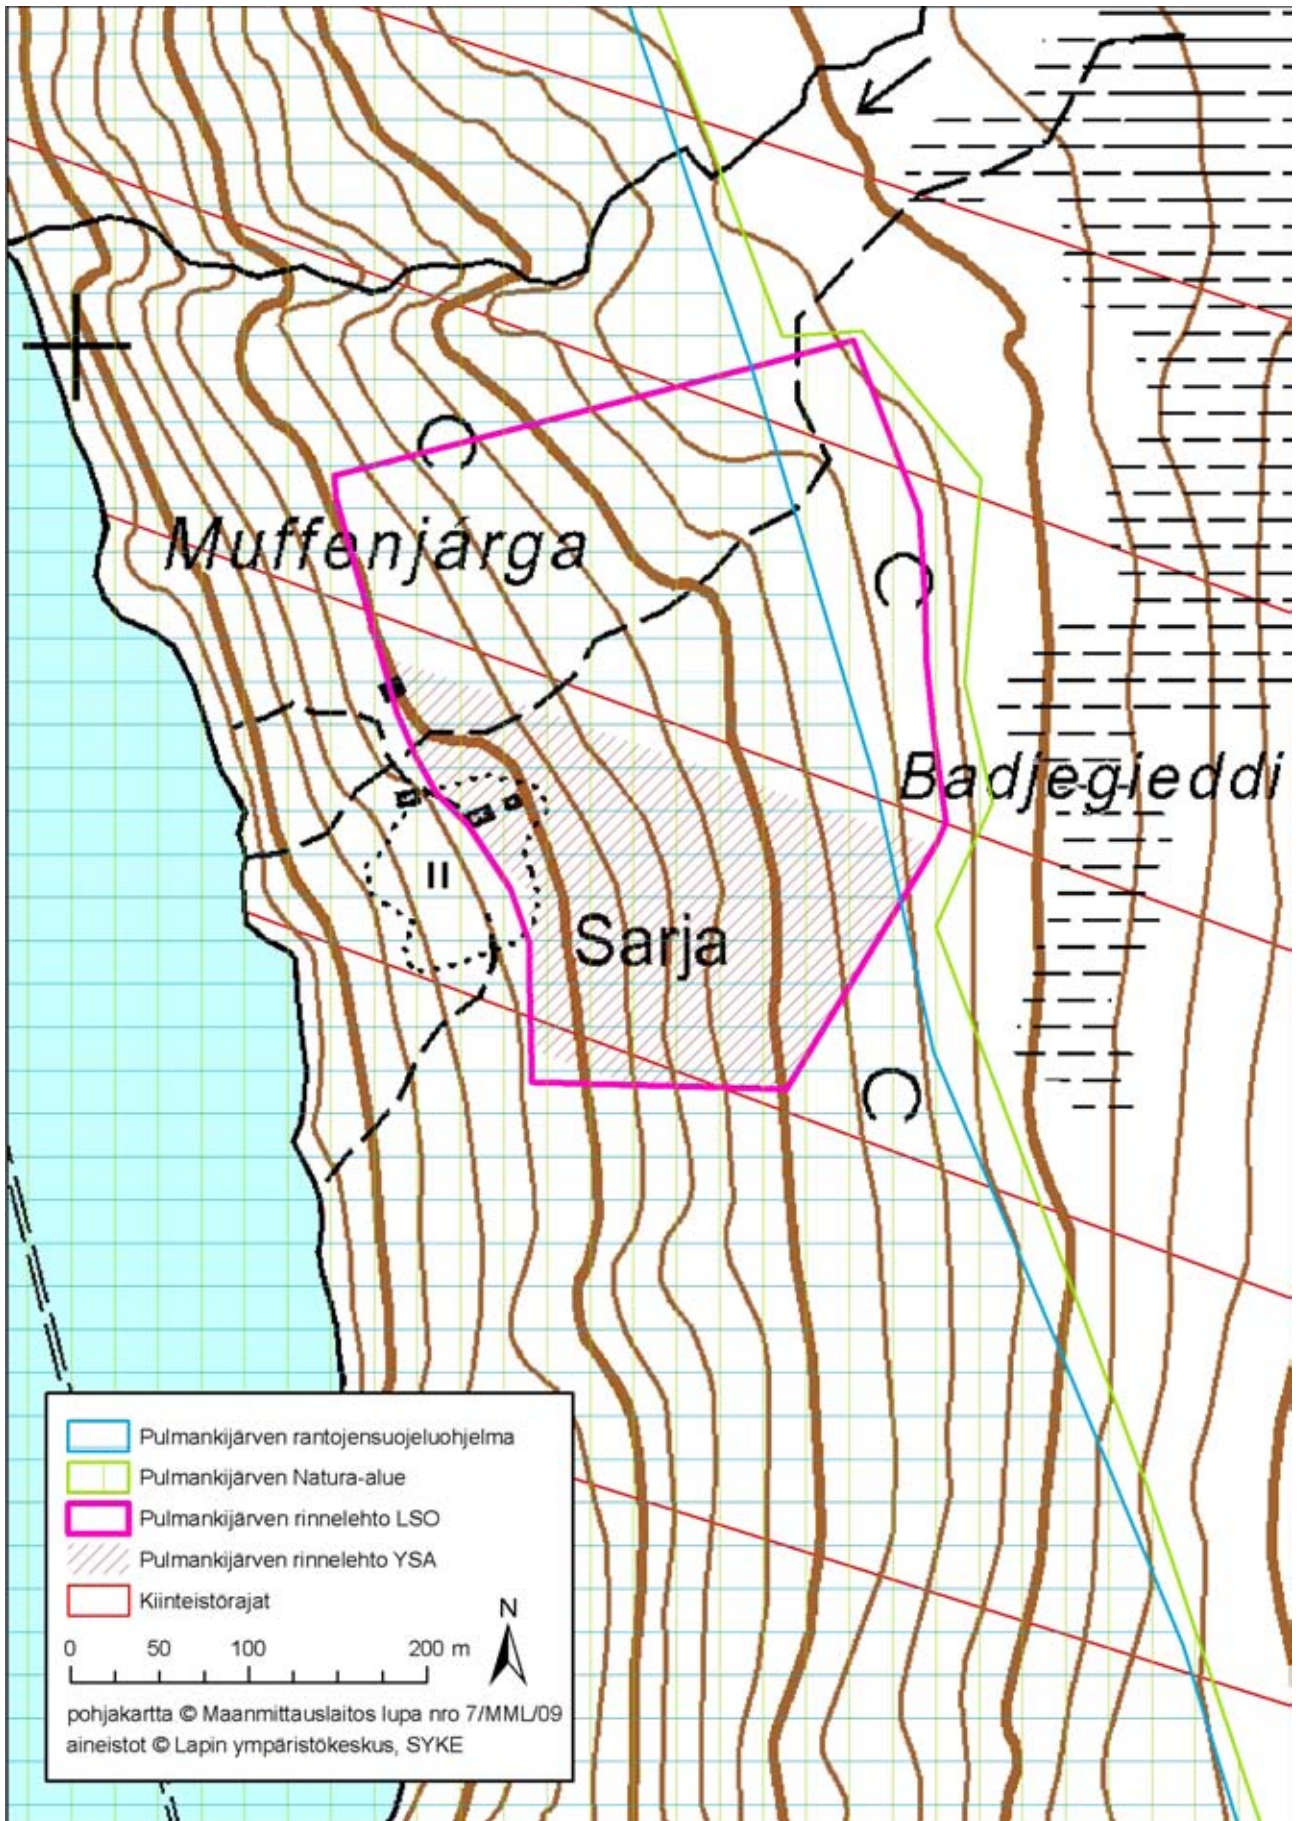 Muffenjárga
Badjegieddi
II
Sarja
Pulmankijärven rantojensuojeluohjelma
Pulmankijärven Natura-alue
Pulmankijärven rinnelehto LSO
Pulmankijärven rinnelehto YSA
Kiinteistörajat
N
0 50 100 200 m
pohjakartta © Maanmittauslaitos lupa nro 7/MML/09
aineistot © Lapin ympäristökeskus, SYKE